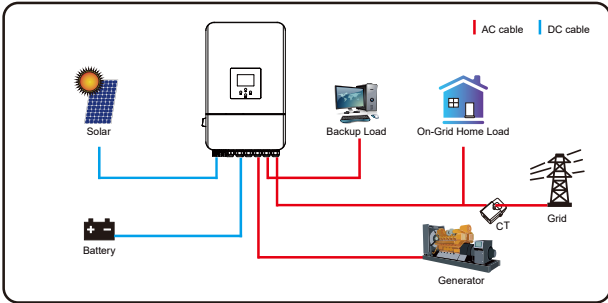 AC cable
DC cable
Solar
Backup Load
On-Grid Home Load
Grid
CT
Battery
Generator